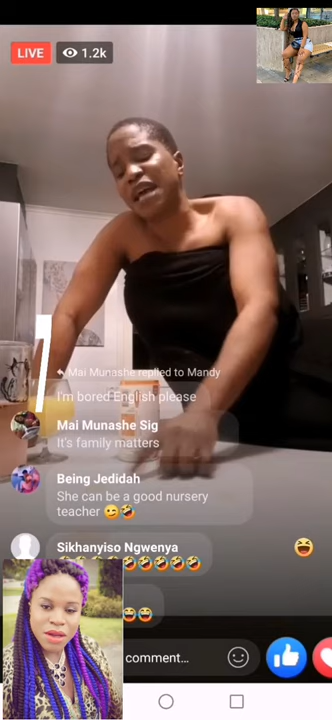 LIVE 1.2k
Mai Munashe replied to Mandy
I'm bored English please
Mai Munashe Sig
It's family matters
Being Jedidah
She can be a good nursery
teacher 😉🤣
Sikhanyiso Ngwenya
comment...